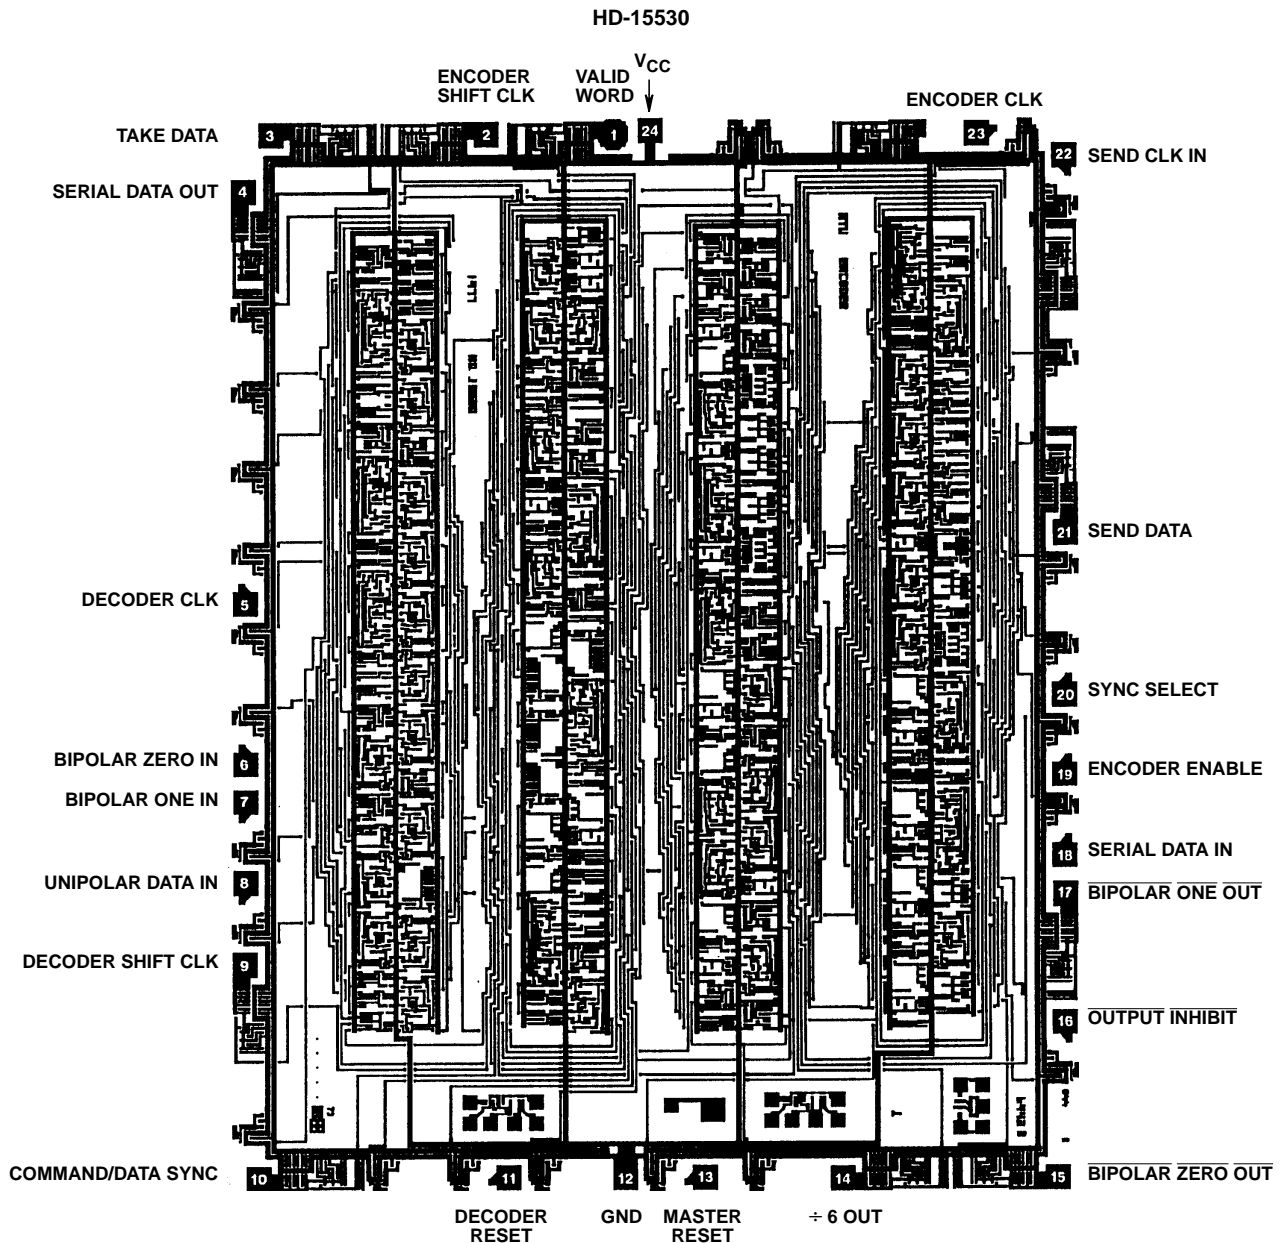 HD-15530
VCC
ENCODER
SHIFT CLK
VALID
WORD
ENCODER CLK
TAKE DATA
3
2
1
24
23
22
SEND CLK IN
SERIAL DATA OUT
4
21
SEND DATA
DECODER CLK
5
20
SYNC SELECT
BIPOLAR ZERO IN
6
19
ENCODER ENABLE
BIPOLAR ONE IN
7
18
SERIAL DATA IN
UNIPOLAR DATA IN
8
17
BIPOLAR ONE OUT
DECODER SHIFT CLK
9
16
OUTPUT INHIBIT
COMMAND/DATA SYNC
10
11
12
13
14
15
BIPOLAR ZERO OUT
DECODER
RESET
GND
MASTER
RESET
÷ 6 OUT